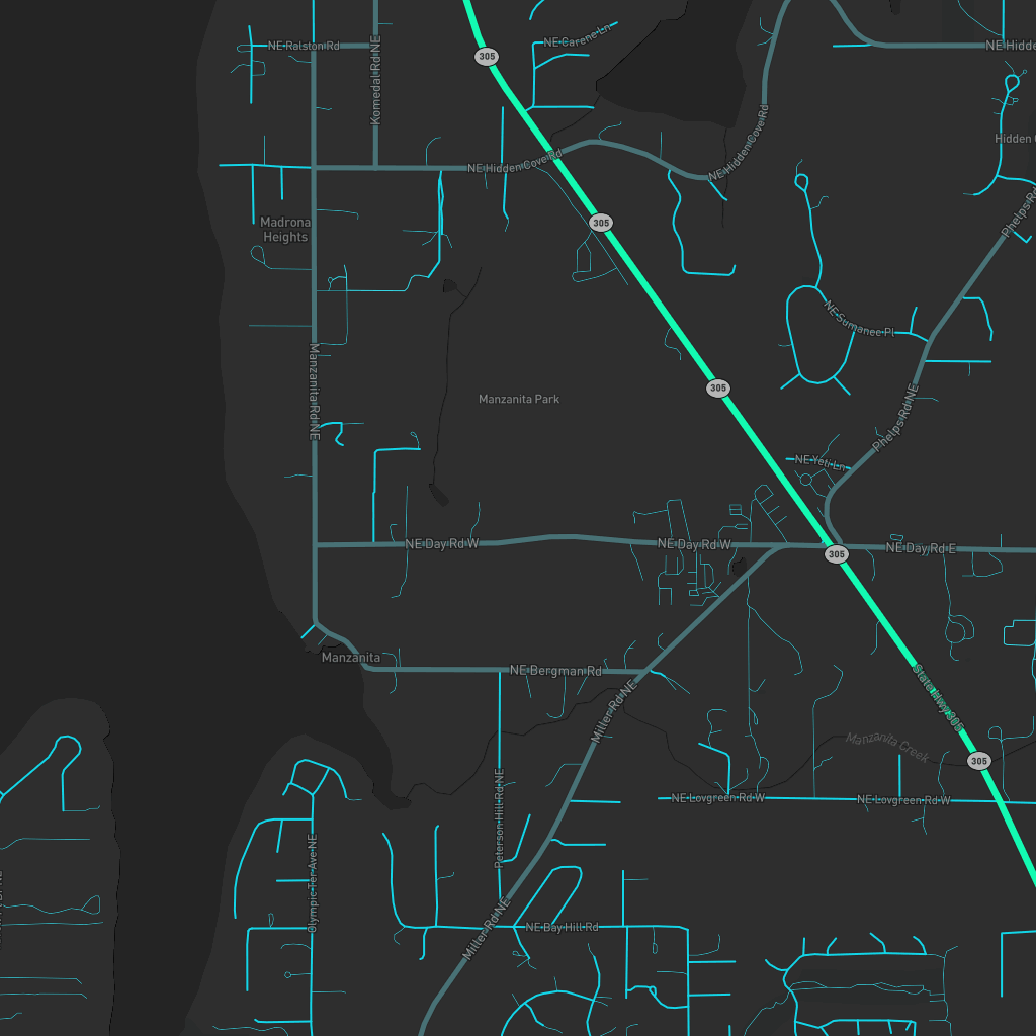 NE Carene Ln
NE Ralston Rd
305
Komedal Rd NE
NE Hidde
NE Hidden Cove Rd
NE Hidden Cove Rd
Hidden
305
Madrona
Heights
Phelps Rd
NE Sumanee Pl
Manzanita Rd NE
305
Manzanita Park
Phelps Rd NE
NE Yeti Ln
NE Day Rd W
NE Day Rd W
305
NE Day Rd E
Manzanita
NE Bergman Rd
Miller Rd NE
State Hwy 305
Manzanita Creek
305
Peterson Hill Rd NE
NE Lovgreen Rd W
NE Lovgreen Rd W
Olympic Ter Ave NE
Miller Rd NE
NE Bay Hill Rd